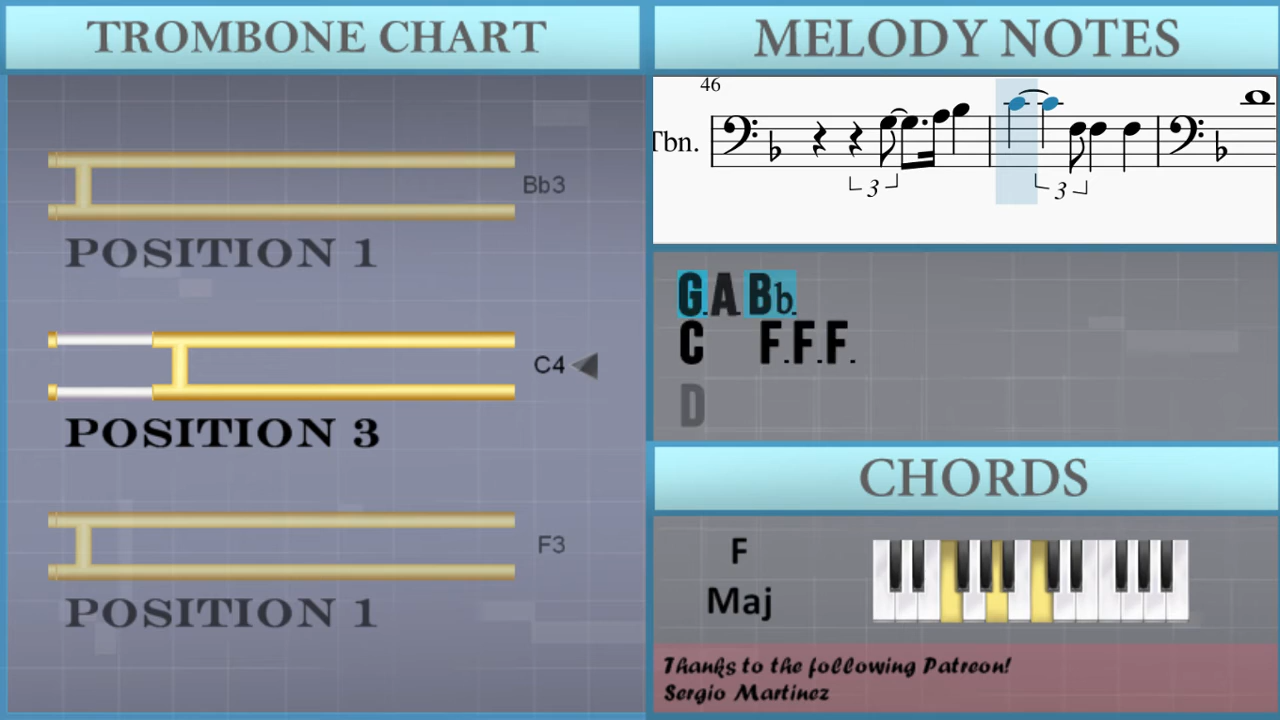 TROMBONE CHART
Bb3
POSITION 1
C4
POSITION 3
F3
POSITION 1
MELODY NOTES
46
Tbn.
3
3
G.A.Bb.
C F.F.F.
D
CHORDS
F
Maj
Thanks to the following Patreon!
Sergio Martinez